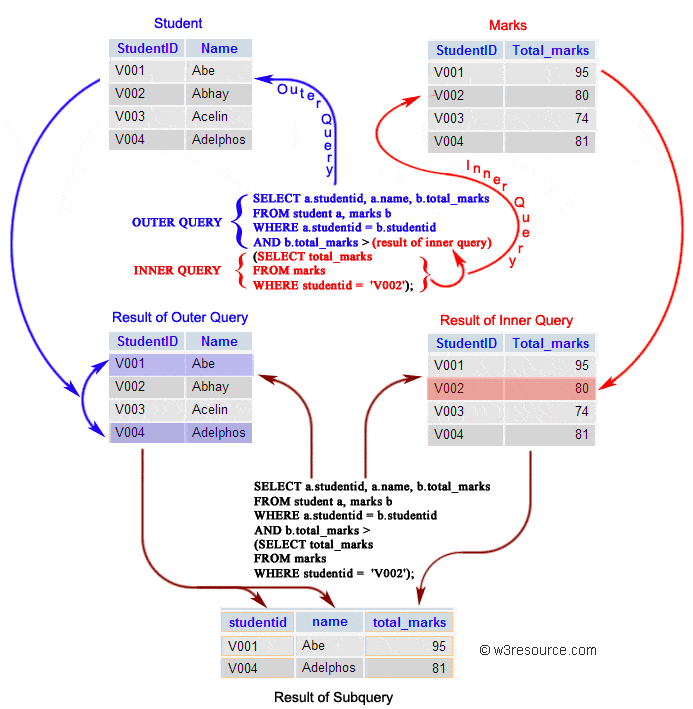 Student
StudentID Name
V001 Abe
V002 Abhay
V003 Acelin
V004 Adelphos
Marks
StudentID Total_marks
V001 95
V002 80
V003 74
V004 81
Outer Query
Inner Query
OUTER QUERY
SELECT a.studentid, a.name, b.total_marks
FROM student a, marks b
WHERE a.studentid = b.studentid
AND b.total_marks > (result of inner query)
INNER QUERY
(SELECT total_marks
FROM marks
WHERE studentid = 'V002');
Result of Outer Query
StudentID Name
V001 Abe
V002 Abhay
V003 Acelin
V004 Adelphos
Result of Inner Query
StudentID Total_marks
V001 95
V002 80
V003 74
V004 81
SELECT a.studentid, a.name, b.total_marks
FROM student a, marks b
WHERE a.studentid = b.studentid
AND b.total_marks >
(SELECT total_marks
FROM marks
WHERE studentid = 'V002');
studentid name total_marks
V001 Abe 95
V004 Adelphos 81
© w3resource.com
Result of Subquery